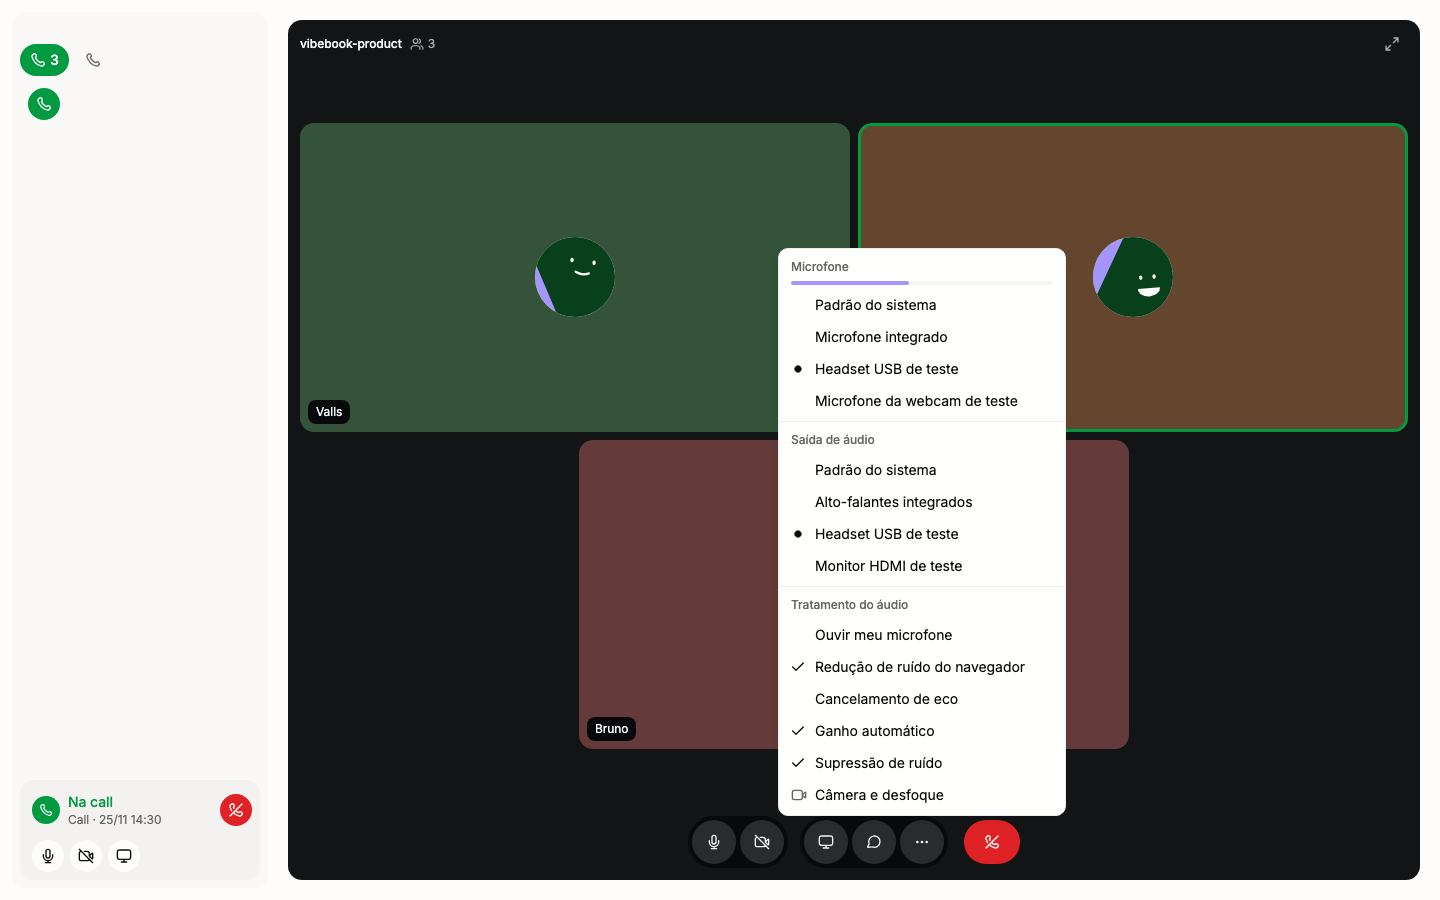 3
vibebook-product 3
Valls
Microfone
Padrão do sistema
Microfone integrado
Headset USB de teste
Microfone da webcam de teste
Saída de áudio
Padrão do sistema
Alto-falantes integrados
Headset USB de teste
Monitor HDMI de teste
Tratamento do áudio
Ouvir meu microfone
Redução de ruído do navegador
Cancelamento de eco
Ganho automático
Supressão de ruído
Câmera e desfoque
Bruno
Na call
Call · 25/11 14:30